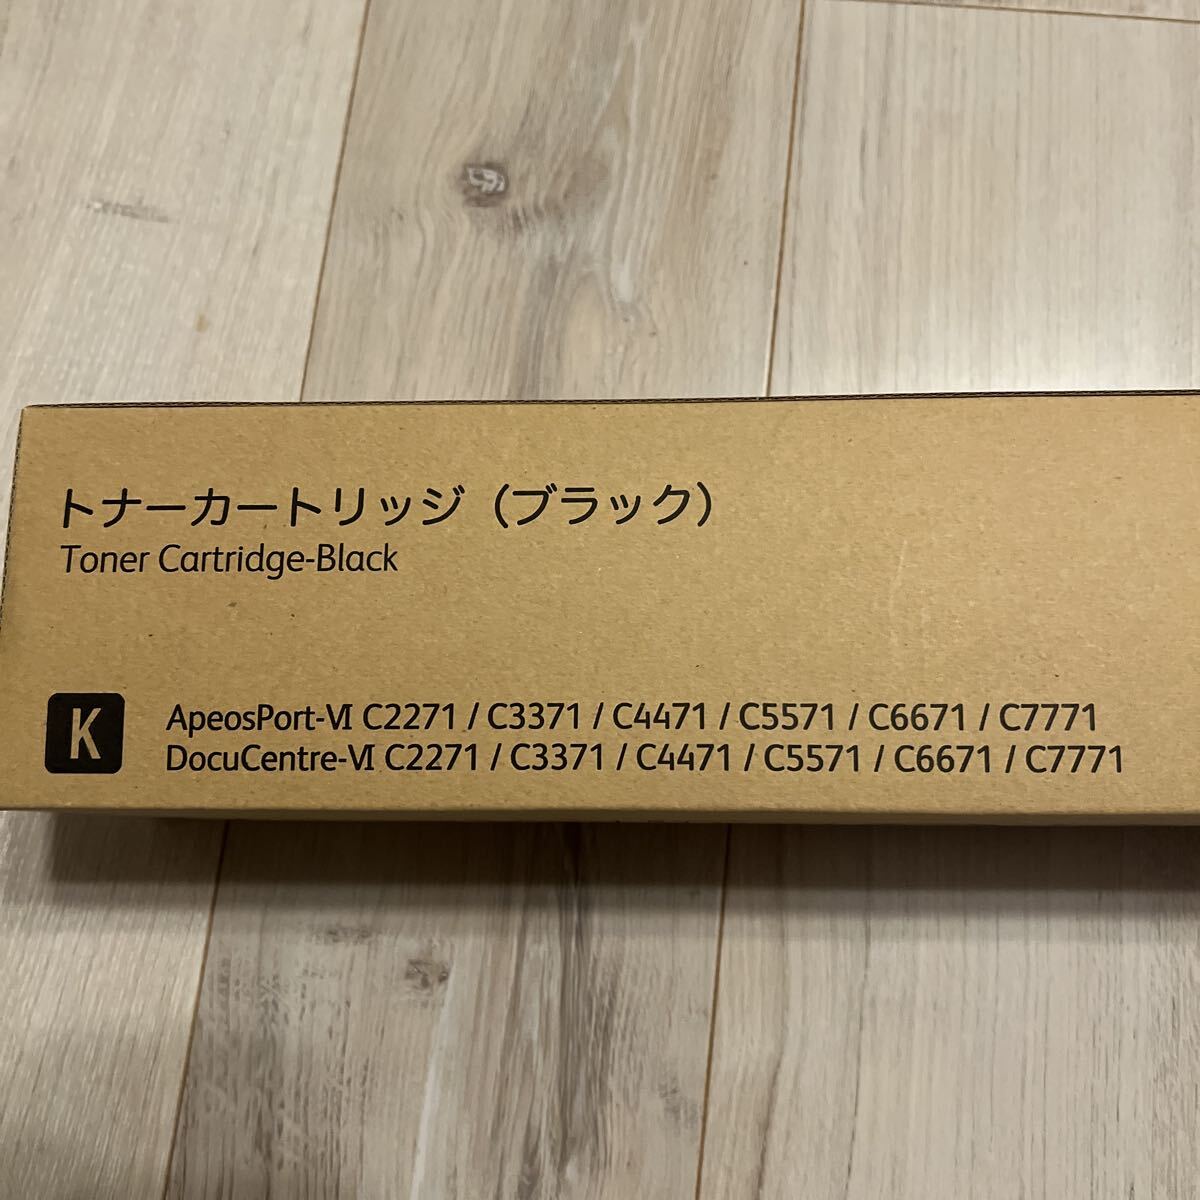 トナーカートリッジ（ブラック）
Toner Cartridge-Black
K
ApeosPort-Ⅵ C2271 / C3371 / C4471 / C5571 / C6671 / C7771
DocuCentre-Ⅵ C2271 / C3371 / C4471 / C5571 / C6671 / C7771